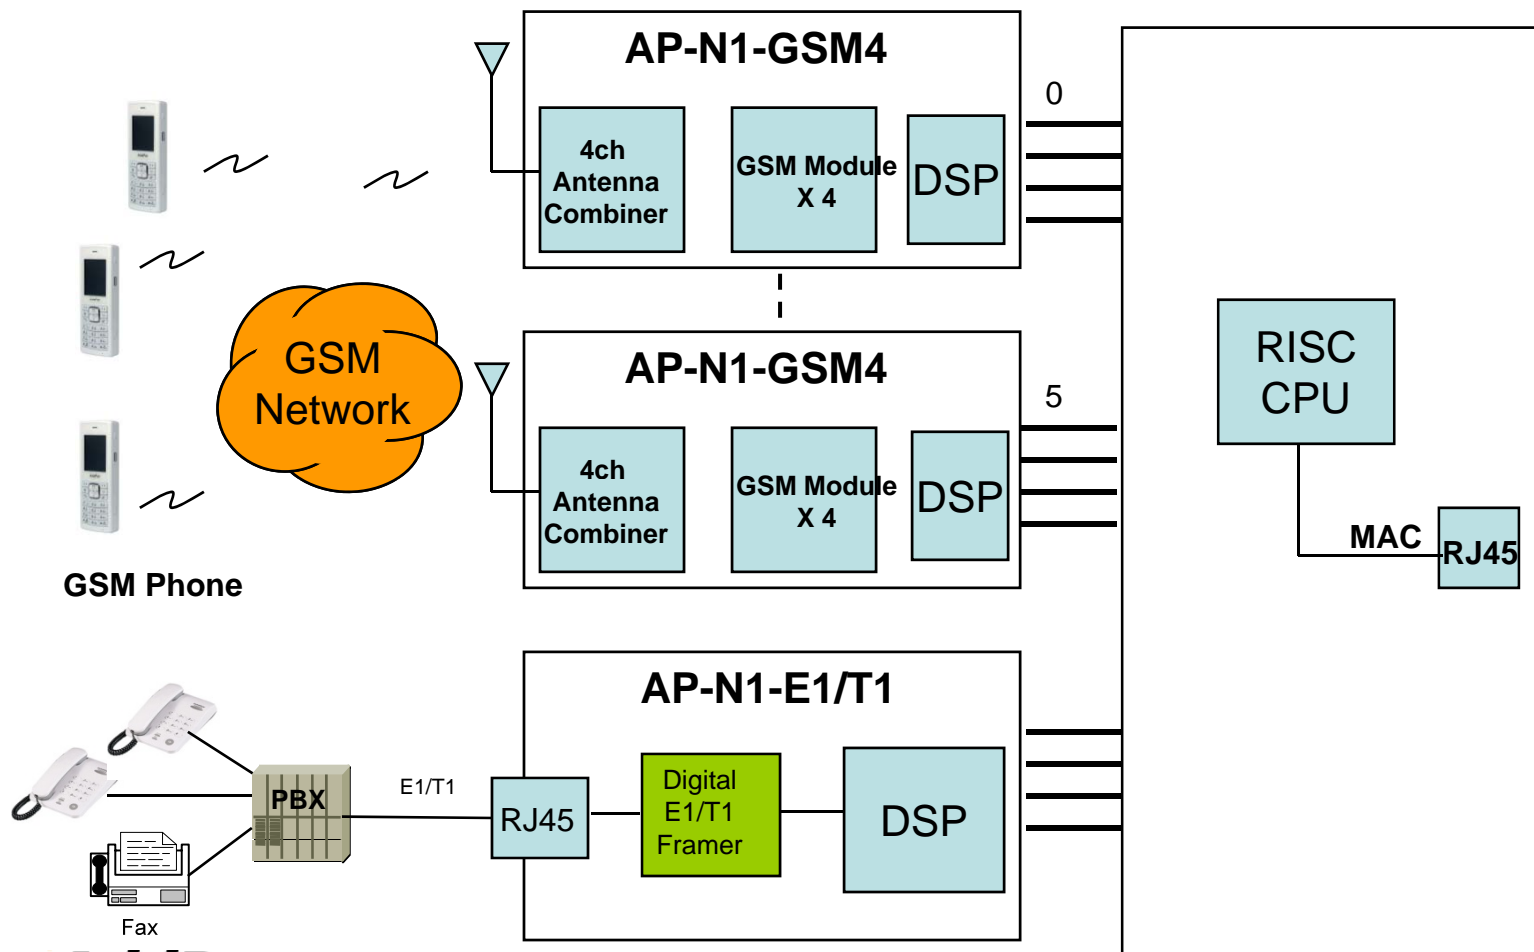 AP-N1-GSM4
0
4ch
Antenna
Combiner
GSM Module
X 4
DSP
GSM
Network
AP-N1-GSM4
5
4ch
Antenna
Combiner
GSM Module
X 4
DSP
RISC
CPU
MAC
RJ45
GSM Phone
AP-N1-E1/T1
PBX
E1/T1
RJ45
Digital
E1/T1
Framer
DSP
Fax